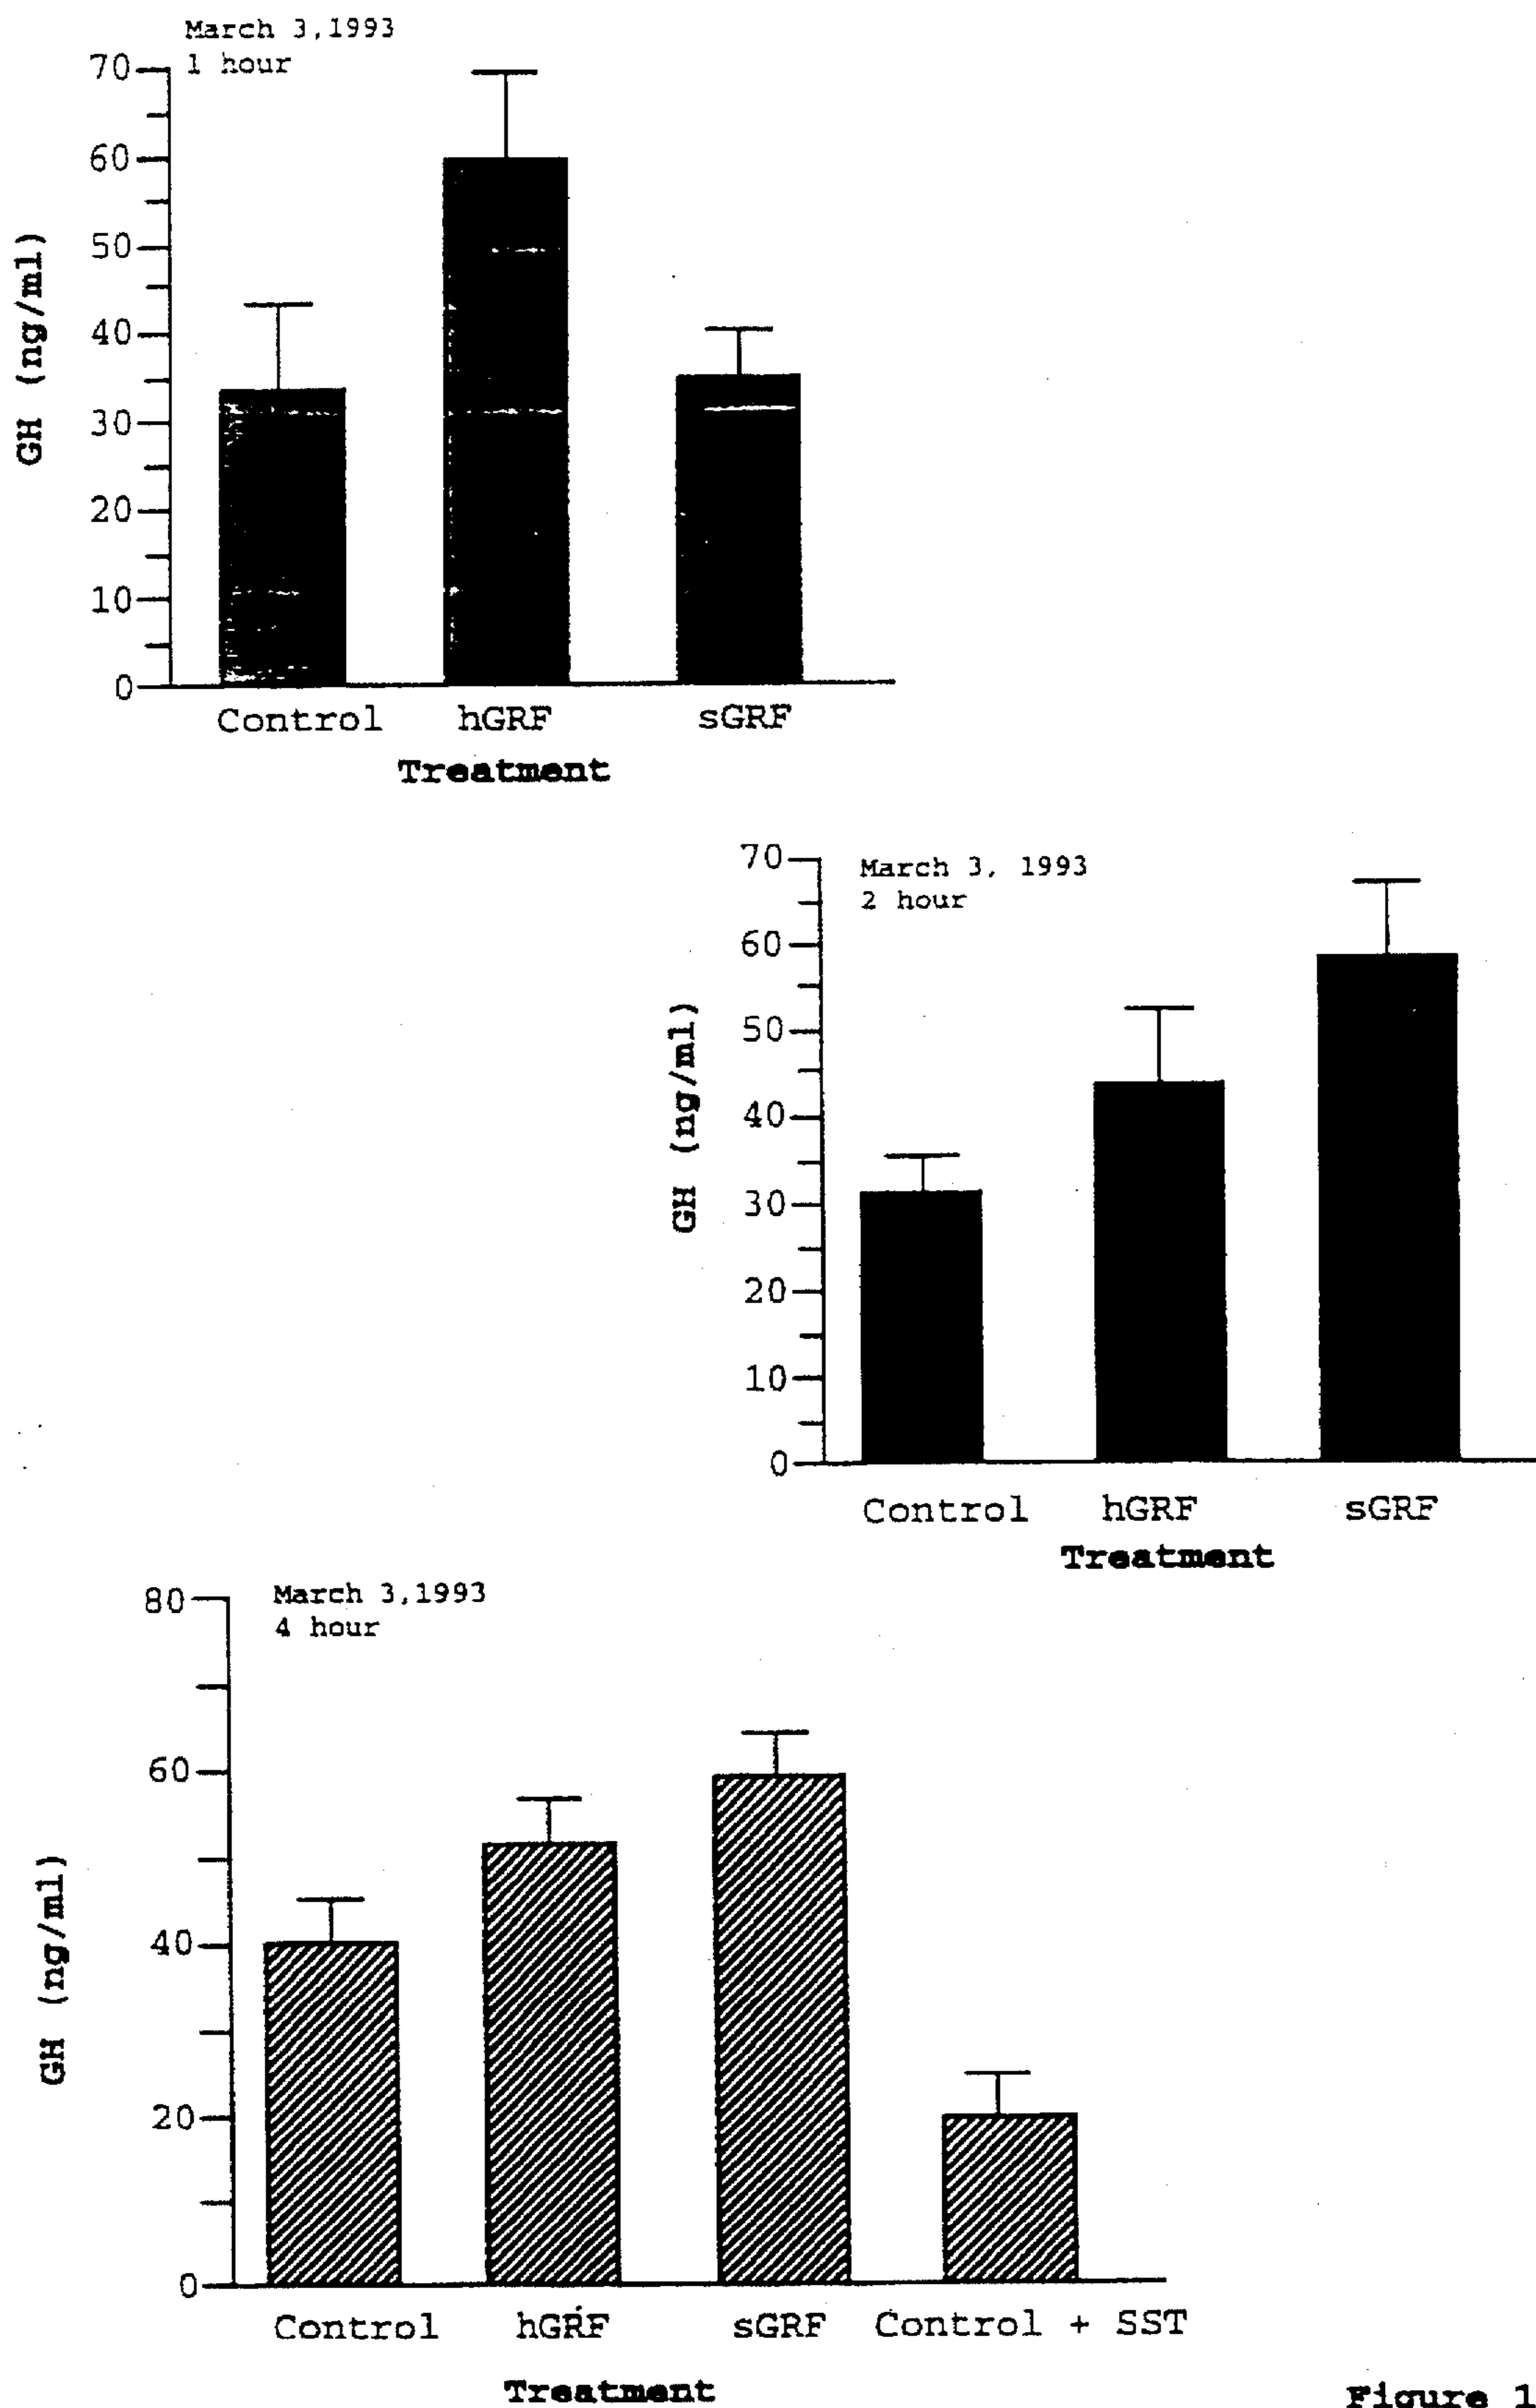 March 3,1993
1 hour
70
60
50
40
30
20
10
0
GH (ng/ml)
Control hGRF sGRF
Treatment
March 3, 1993
2 hour
70
60
50
40
30
20
10
0
GH (ng/ml)
Control hGRF sGRF
Treatment
March 3,1993
4 hour
80
60
40
20
0
GH (ng/ml)
Control hGRF sGRF Control + SST
Treatment
Figure 1